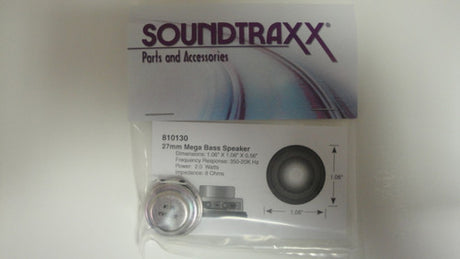 SOUNDTRAXX®
Parts and Accessories
810130
27mm Mega Bass Speaker
Dimensions: 1.06" X 1.06" X 0.56"
Frequency Response: 350-20K Hz
Power: 2.0 Watts
Impedance: 8 Ohms
1.06"
1.06"